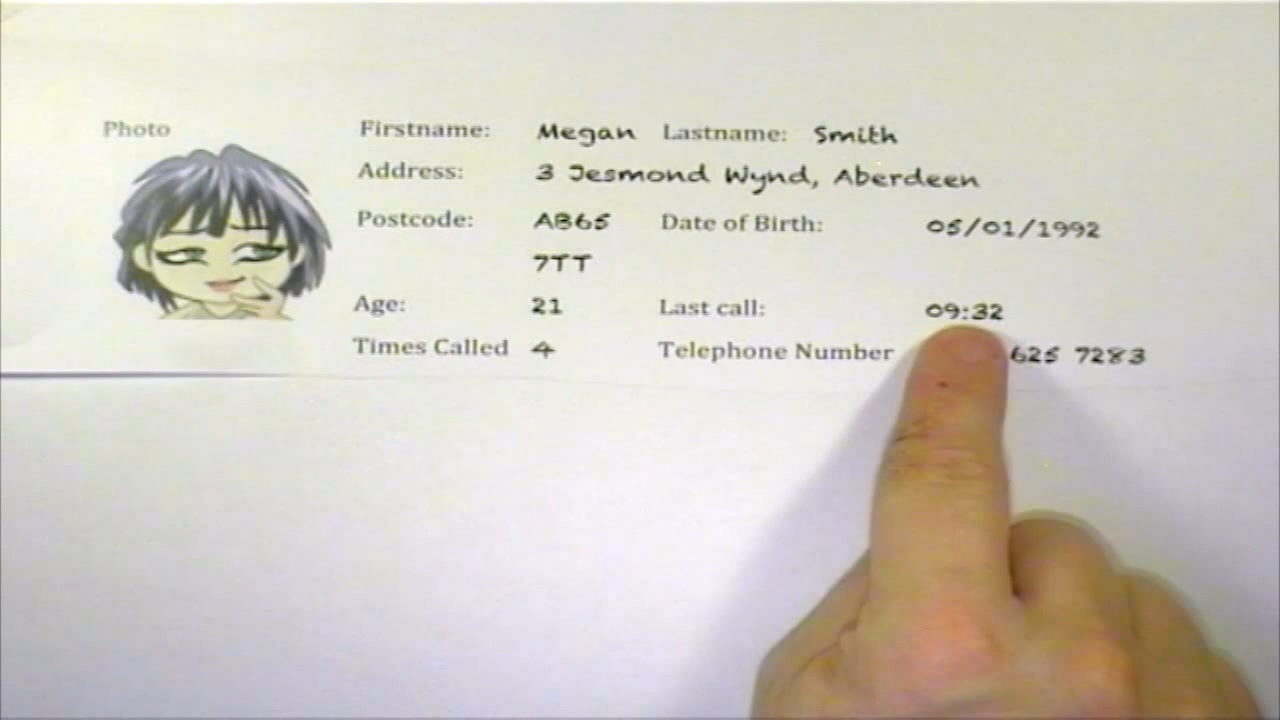 Photo
Firstname: Megan Lastname: Smith
Address: 3 Jesmond Wynd, Aberdeen
Postcode: AB65 Date of Birth: 05/01/1992
7TT
Age: 21 Last call: 09:32
Times Called 4 Telephone Number 625 7283